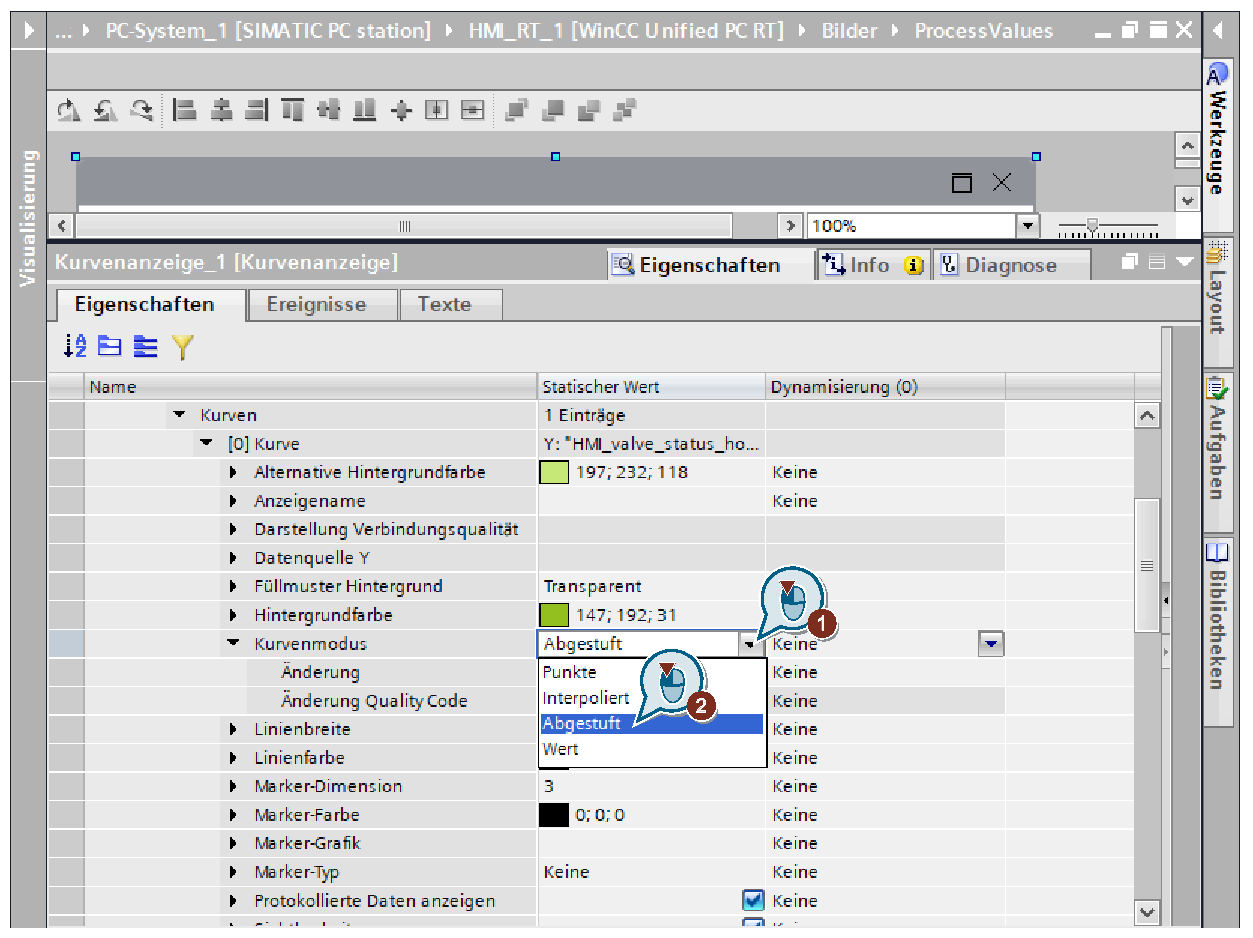 ... PC-System_1 [SIMATIC PC station] HMI_RT_1 [WinCC Unified PC RT] Bilder ProcessValues
Visualisierung
100%
Kurvenanzeige_1 [Kurvenanzeige]
Eigenschaften
Info
Diagnose
Eigenschaften
Ereignisse
Texte
Name Statischer Wert Dynamisierung (0)
Kurven 1 Einträge
[0] Kurve Y: "HMI_valve_status_ho...
Alternative Hintergrundfarbe 197; 232; 118 Keine
Anzeigename Keine
Darstellung Verbindungsqualität
Datenquelle Y
Füllmuster Hintergrund Transparent
Hintergrundfarbe 147; 192; 31
1
Kurvenmodus Abgestuft Keine
Änderung Punkte Keine
Änderung Quality Code Interpoliert Keine
2
Linienbreite Abgestuft Keine
Linienfarbe Wert Keine
Marker-Dimension 3 Keine
Marker-Farbe 0; 0; 0 Keine
Marker-Grafik Keine
Marker-Typ Keine Keine
Protokollierte Daten anzeigen Keine
Werkzeuge
Layout
Aufgaben
Bibliotheken